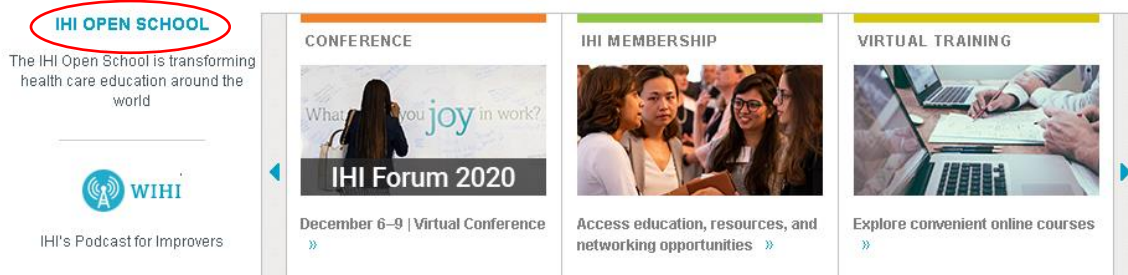 IHI OPEN SCHOOL
The IHI Open School is transforming
health care education around the
world
WIHI
IHI's Podcast for Improvers
CONFERENCE
What
you joy in work?
IHI Forum 2020
December 6–9 | Virtual Conference
»
IHI MEMBERSHIP
Access education, resources, and
networking opportunities »
VIRTUAL TRAINING
Explore convenient online courses
»